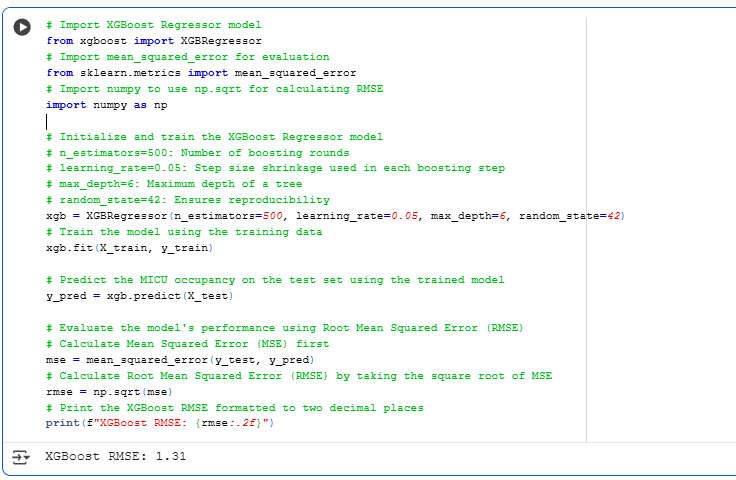 # Import XGBoost Regressor model
from xgboost import XGBRegressor
# Import mean_squared_error for evaluation
from sklearn.metrics import mean_squared_error
# Import numpy to use np.sqrt for calculating RMSE
import numpy as np
# Initialize and train the XGBoost Regressor model
# n_estimators=500: Number of boosting rounds
# learning_rate=0.05: Step size shrinkage used in each boosting step
# max_depth=6: Maximum depth of a tree
# random_state=42: Ensures reproducibility
xgb = XGBRegressor(n_estimators=500, learning_rate=0.05, max_depth=6, random_state=42)
# Train the model using the training data
xgb.fit(X_train, y_train)
# Predict the MICU occupancy on the test set using the trained model
y_pred = xgb.predict(X_test)
# Evaluate the model's performance using Root Mean Squared Error (RMSE)
# Calculate Mean Squared Error (MSE) first
mse = mean_squared_error(y_test, y_pred)
# Calculate Root Mean Squared Error (RMSE) by taking the square root of MSE
rmse = np.sqrt(mse)
# Print the XGBoost RMSE formatted to two decimal places
print(f"XGBoost RMSE: {rmse:.2f}")
XGBoost RMSE: 1.31